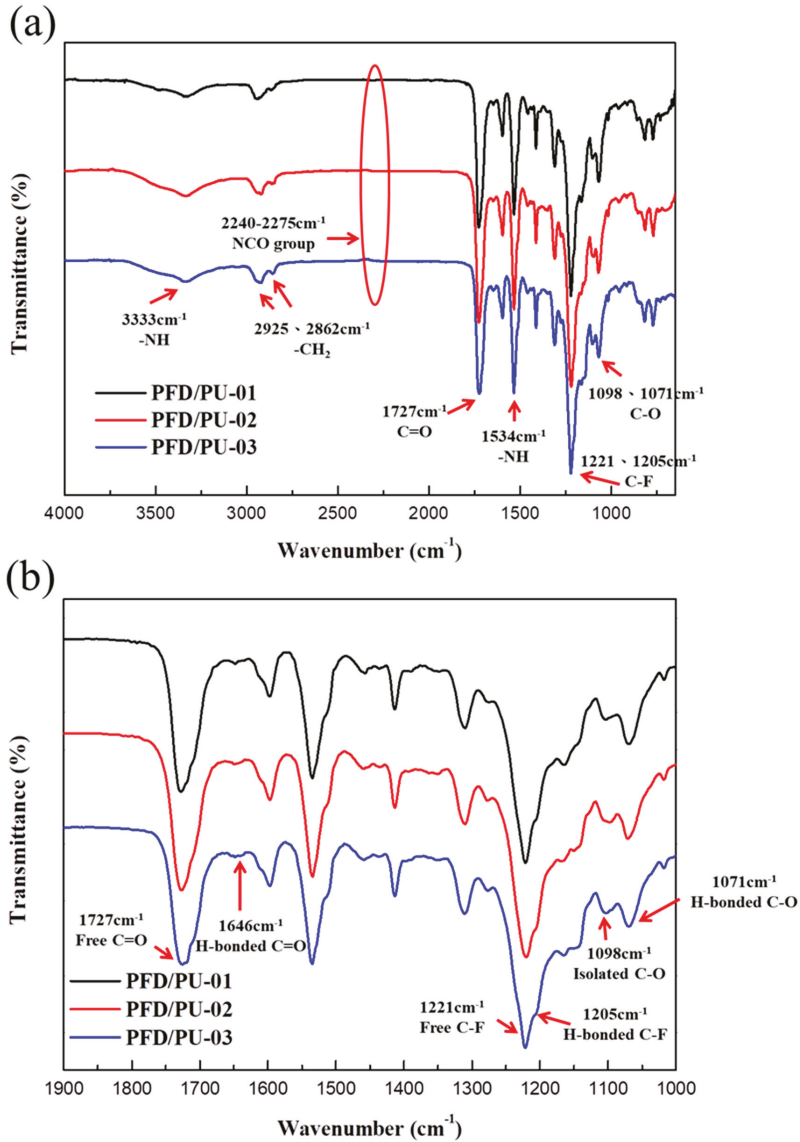 (a)
Transmittance (%)
2240-2275cm⁻¹
NCO group
3333cm⁻¹
-NH
2925、2862cm⁻¹
-CH₂
PFD/PU-01
PFD/PU-02
PFD/PU-03
1727cm⁻¹
C=O
1534cm⁻¹
-NH
1098、1071cm⁻¹
C-O
1221、1205cm⁻¹
C-F
4000 3500 3000 2500 2000 1500 1000
Wavenumber (cm⁻¹)
(b)
Transmittance (%)
1727cm⁻¹
Free C=O
1646cm⁻¹
H-bonded C=O
1071cm⁻¹
H-bonded C-O
1098cm⁻¹
Isolated C-O
PFD/PU-01
PFD/PU-02
PFD/PU-03
1221cm⁻¹
Free C-F
1205cm⁻¹
H-bonded C-F
1900 1800 1700 1600 1500 1400 1300 1200 1100 1000
Wavenumber (cm⁻¹)